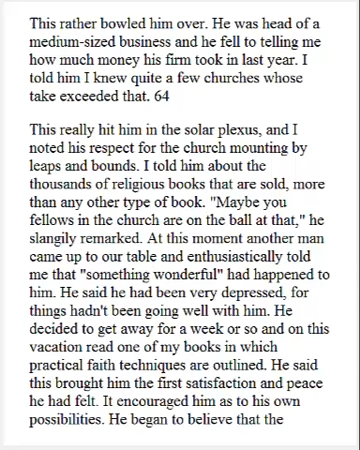 This rather bowled him over. He was head of a
medium-sized business and he fell to telling me
how much money his firm took in last year. I
told him I knew quite a few churches whose
take exceeded that. 64
This really hit him in the solar plexus, and I
noted his respect for the church mounting by
leaps and bounds. I told him about the
thousands of religious books that are sold, more
than any other type of book. "Maybe you
fellows in the church are on the ball at that," he
slangily remarked. At this moment another man
came up to our table and enthusiastically told
me that "something wonderful" had happened to
him. He said he had been very depressed, for
things hadn't been going well with him. He
decided to get away for a week or so and on this
vacation read one of my books in which
practical faith techniques are outlined. He said
this brought him the first satisfaction and peace
he had felt. It encouraged him as to his own
possibilities. He began to believe that the